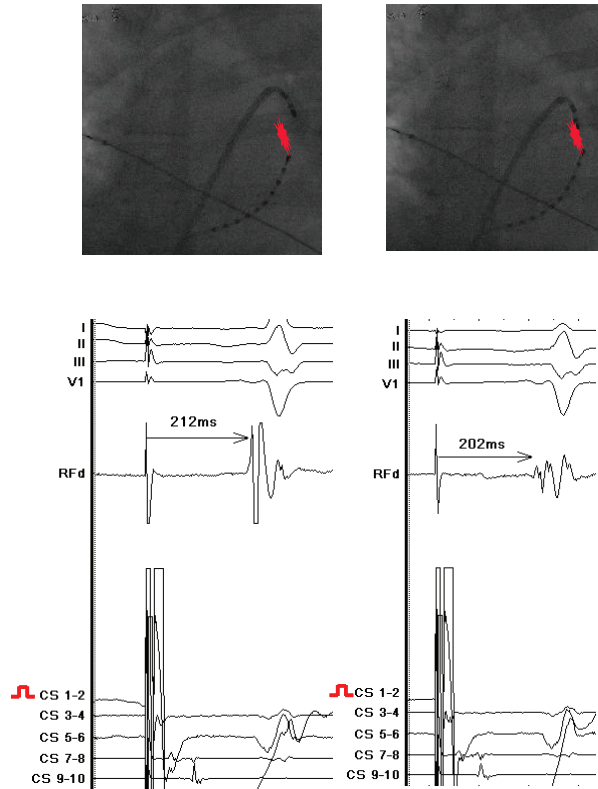 I
II
III
V1
212ms
RFd
CS 1-2
CS 3-4
CS 5-6
CS 7-8
CS 9-10
I
II
III
V1
202ms
RFd
CS 1-2
CS 3-4
CS 5-6
CS 7-8
CS 9-10